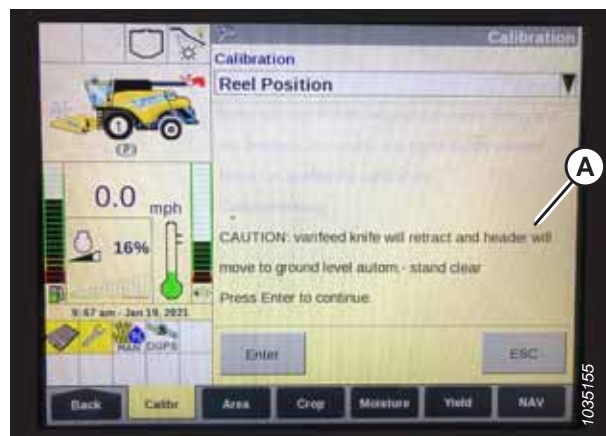 Calibration
Calibration
Reel Position
A
1
(P)
0.0 mph
16%
CAUTION: varifeed knife will retract and header will
move to ground level autom.- stand clear
Press Enter to continue.
9:47 am - Jan 19, 2021
MAN DGPS
Enter
ESC
Back
Calibr
Area
Crop
Moisture
Yield
NAV
1035155